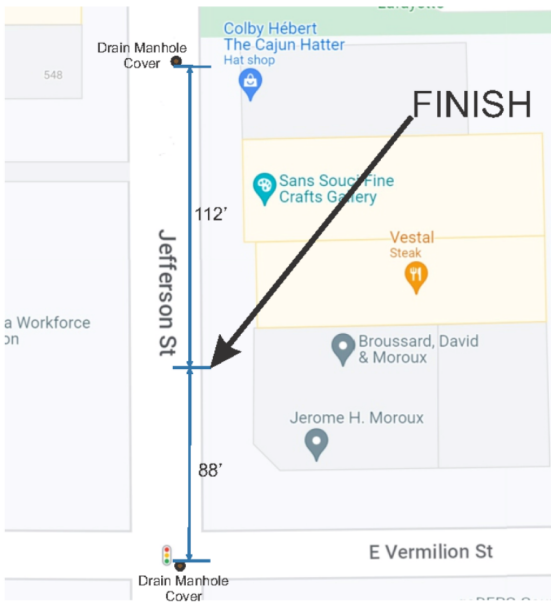 Lafayette
Colby Hébert
The Cajun Hatter
Hat shop
Drain Manhole
Cover
548
FINISH
Sans Souci Fine
Crafts Gallery
112'
Vestal
Steak
Jefferson St
a Workforce
on
Broussard, David
& Moroux
Jerome H. Moroux
88'
E Vermilion St
Drain Manhole
Cover